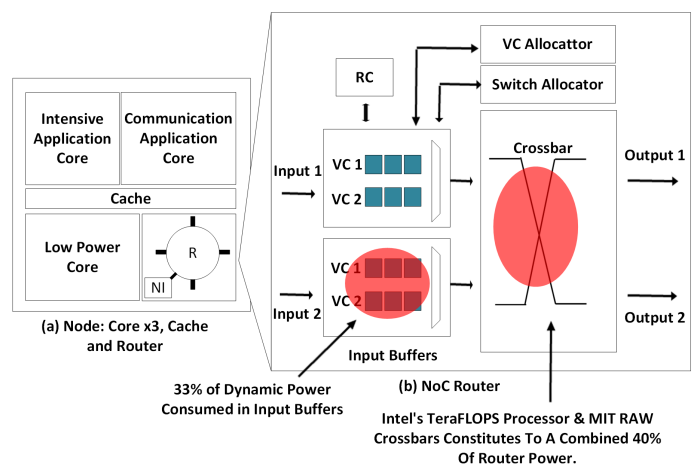 Intensive
Application
Core
Communication
Application
Core
Cache
Low Power
Core
R
NI
(a) Node: Core x3, Cache
and Router
RC
VC Allocattor
Switch Allocator
VC 1
VC 2
Input 1
VC 1
VC 2
Input 2
Input Buffers
Crossbar
Output 1
Output 2
(b) NoC Router
33% of Dynamic Power
Consumed in Input Buffers
Intel's TeraFLOPS Processor & MIT RAW
Crossbars Constitutes To A Combined 40%
Of Router Power.